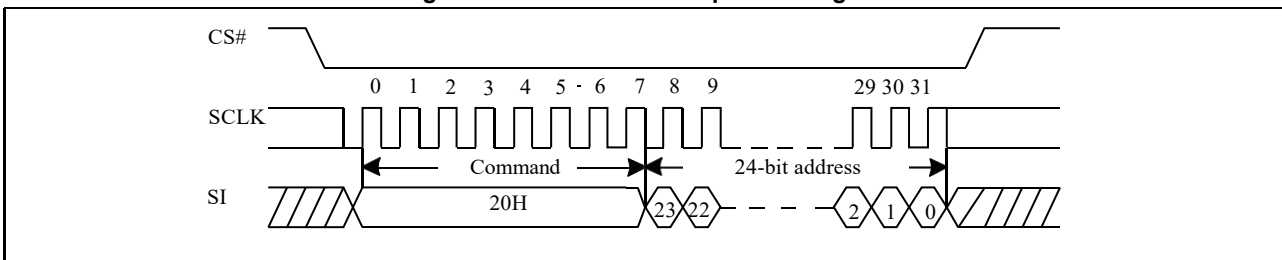 CS#
0 1 2 3 4 5 - 6 7 8 9 29 30 31
SCLK
Command 24-bit address
SI 20H 23 22 2 1 0